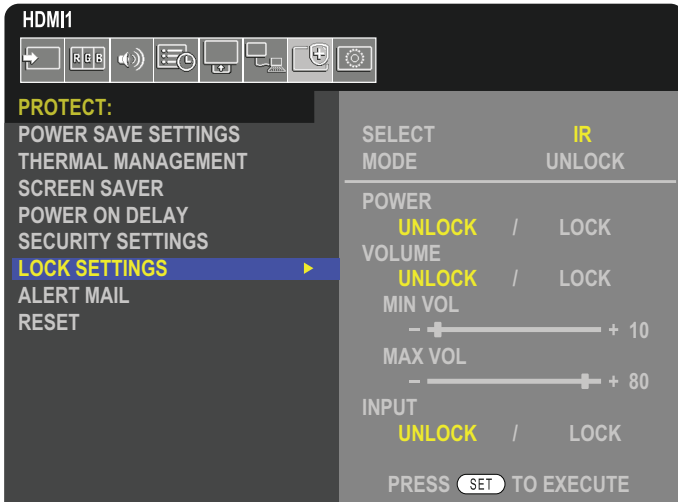 HDMI1
RGB
PROTECT:
POWER SAVE SETTINGS
THERMAL MANAGEMENT
SCREEN SAVER
POWER ON DELAY
SECURITY SETTINGS
LOCK SETTINGS
ALERT MAIL
RESET
SELECT IR
MODE UNLOCK
POWER
UNLOCK / LOCK
VOLUME
UNLOCK / LOCK
MIN VOL
− + 10
MAX VOL
− + 80
INPUT
UNLOCK / LOCK
PRESS SET TO EXECUTE